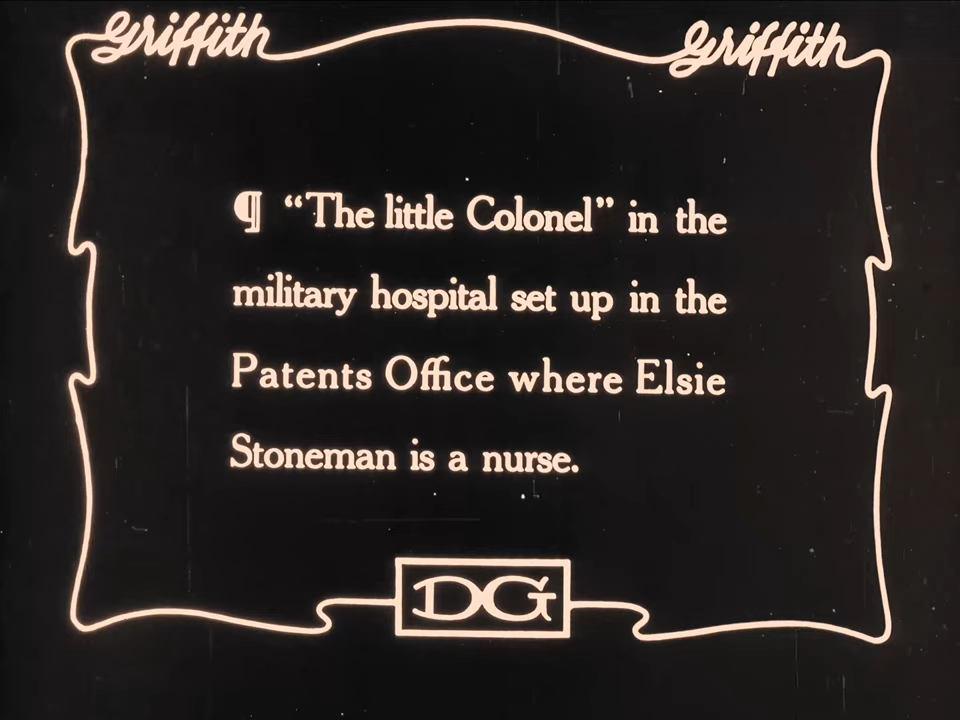 Griffith Griffith
¶ “The little Colonel” in the
military hospital set up in the
Patents Office where Elsie
Stoneman is a nurse.
DG